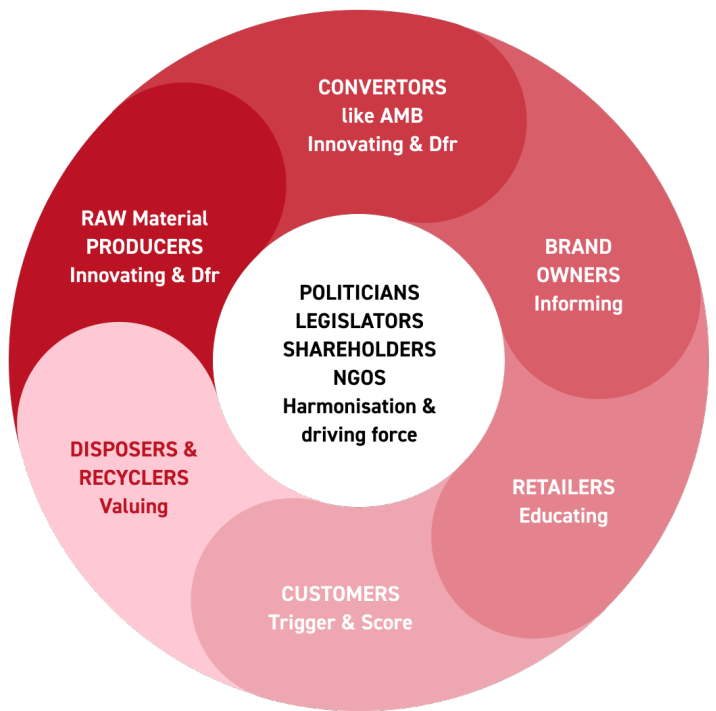 CONVERTORS
like AMB
Innovating & Dfr
RAW Material
PRODUCERS
Innovating & Dfr
BRAND
OWNERS
Informing
POLITICIANS
LEGISLATORS
SHAREHOLDERS
NGOS
Harmonisation &
driving force
DISPOSERS &
RECYCLERS
Valuing
RETAILERS
Educating
CUSTOMERS
Trigger & Score